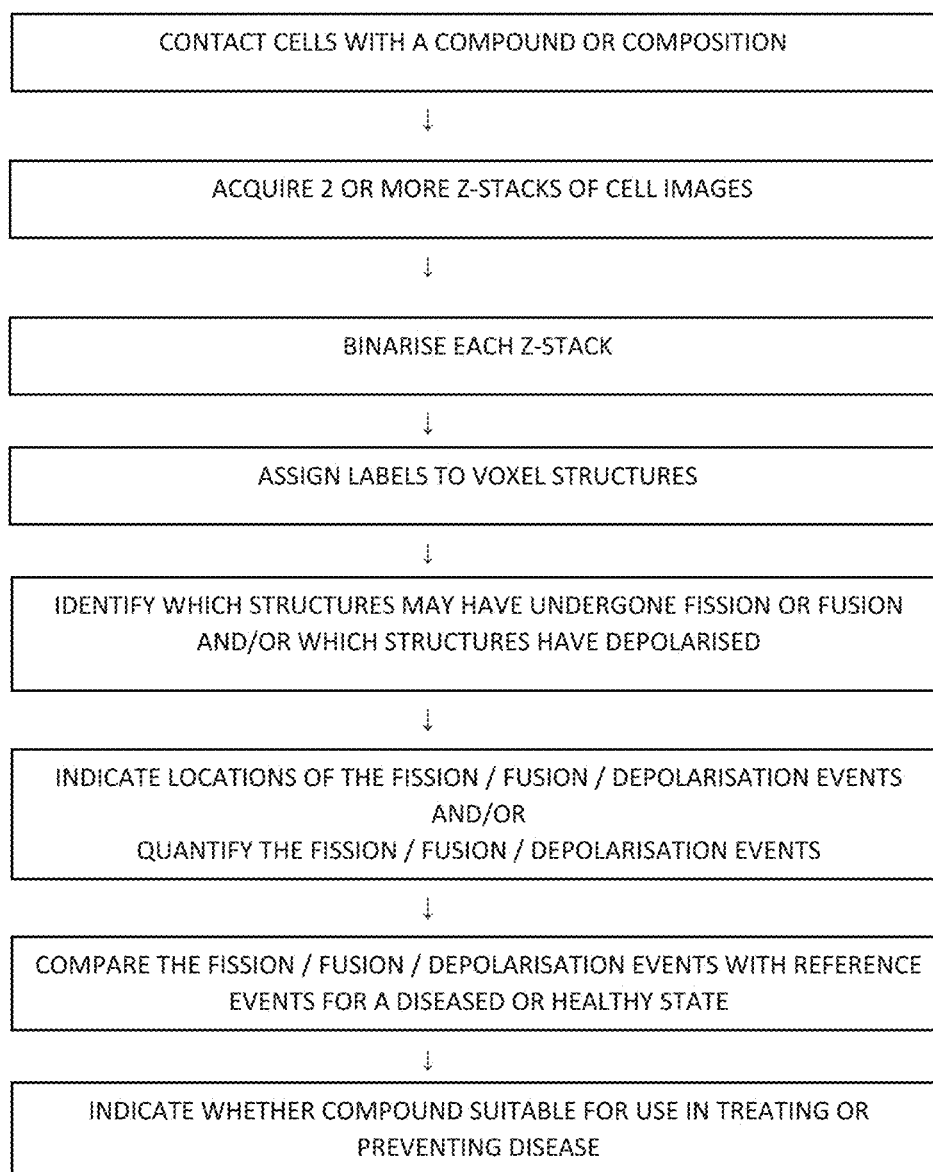 CONTACT CELLS WITH A COMPOUND OR COMPOSITION
↓
ACQUIRE 2 OR MORE Z-STACKS OF CELL IMAGES
↓
BINARISE EACH Z-STACK
↓
ASSIGN LABELS TO VOXEL STRUCTURES
↓
IDENTIFY WHICH STRUCTURES MAY HAVE UNDERGONE FISSION OR FUSION
AND/OR WHICH STRUCTURES HAVE DEPOLARISED
↓
INDICATE LOCATIONS OF THE FISSION / FUSION / DEPOLARISATION EVENTS
AND/OR
QUANTIFY THE FISSION / FUSION / DEPOLARISATION EVENTS
↓
COMPARE THE FISSION / FUSION / DEPOLARISATION EVENTS WITH REFERENCE
EVENTS FOR A DISEASED OR HEALTHY STATE
↓
INDICATE WHETHER COMPOUND SUITABLE FOR USE IN TREATING OR
PREVENTING DISEASE